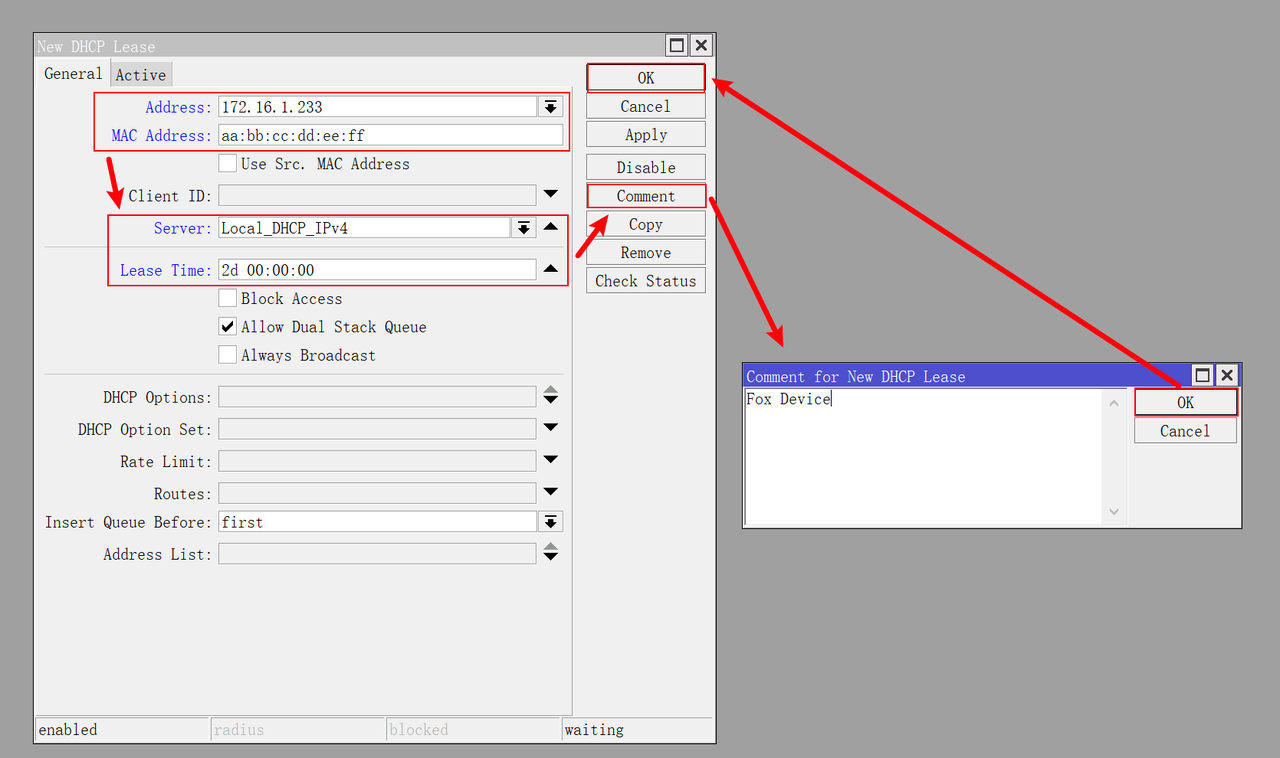 New DHCP Lease
General Active
Address: 172.16.1.233
MAC Address: aa:bb:cc:dd:ee:ff
Use Src. MAC Address
Client ID:
Server: Local_DHCP_IPv4
Lease Time: 2d 00:00:00
Block Access
Allow Dual Stack Queue
Always Broadcast
DHCP Options:
DHCP Option Set:
Rate Limit:
Routes:
Insert Queue Before: first
Address List:
enabled radius blocked waiting
OK
Cancel
Apply
Disable
Comment
Copy
Remove
Check Status
Comment for New DHCP Lease
Fox Device
OK
Cancel